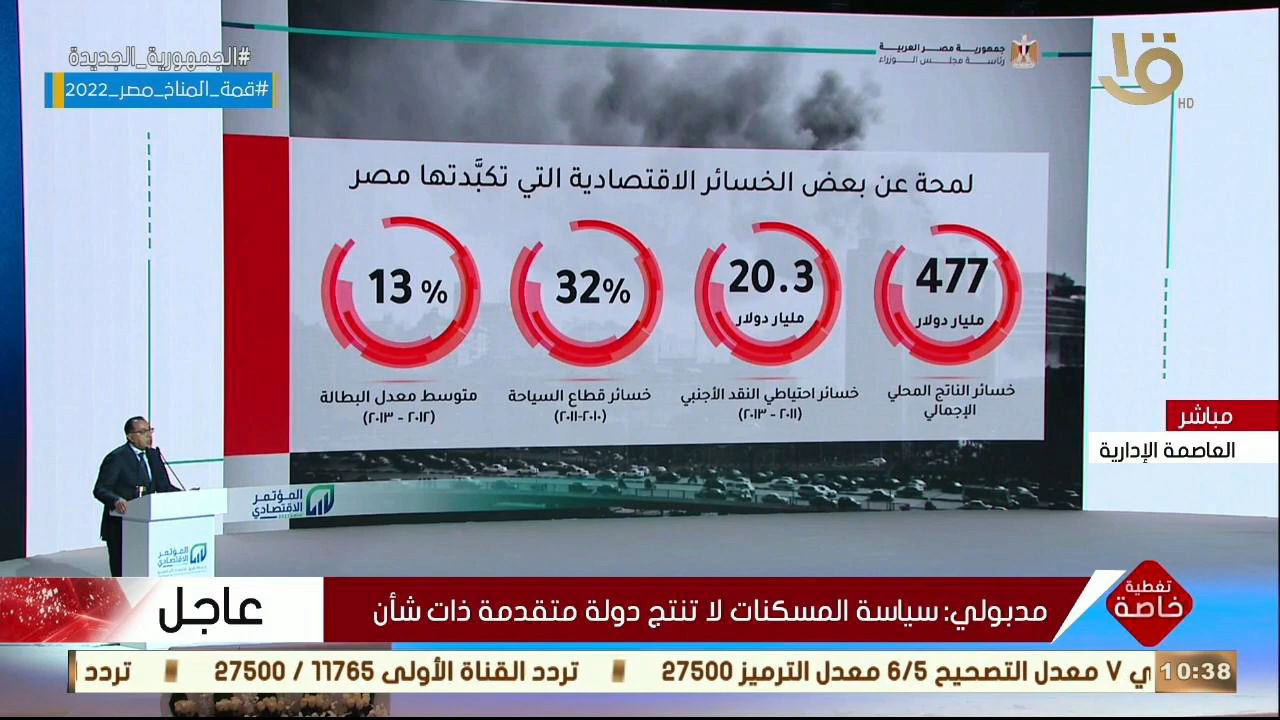 #الجمهورية_الجديدة
#قمة_المناخ_مصر_2022
جمهورية مصر العربية
رئاسة مجلس الوزراء
HD
لمحة عن بعض الخسائر الاقتصادية التي تكبَّدتها مصر
477
مليار دولار
خسائر الناتج المحلي
الإجمالي
20.3
مليار دولار
خسائر احتياطي النقد الأجنبي
(٢٠١١ - ٢٠١٣)
32%
خسائر قطاع السياحة
(٢٠١٠-٢٠١١)
13 %
متوسط معدل البطالة
(٢٠١٢ - ٢٠١٣)
مباشر
العاصمة الإدارية
المؤتمر
الاقتصادي
المؤتمر
الاقتصادي
تغطية
خاصة
مدبولي: سياسة المسكنات لا تنتج دولة متقدمة ذات شأن
عاجل
10:38
ي ٧ معدل التصحيح 6/5 معدل الترميز 27500 تردد القناة الأولى 11765 / 27500 تردد